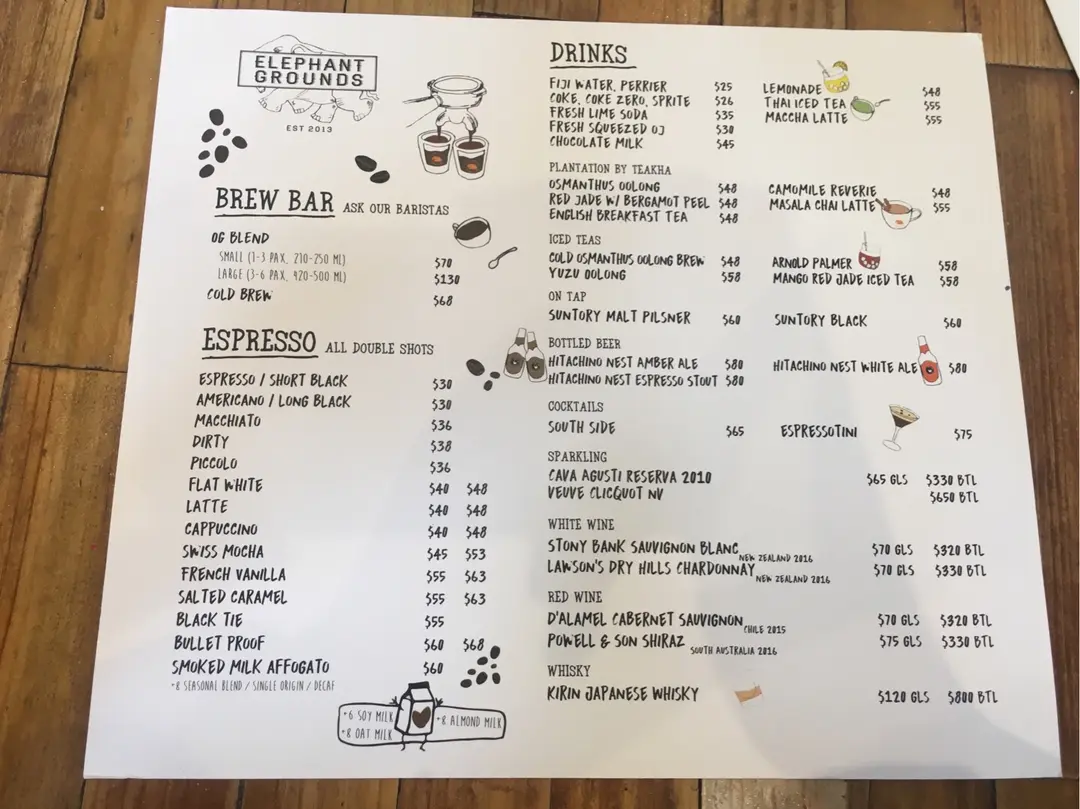 ELEPHANT
GROUNDS
EST 2013
BREW BAR ASK OUR BARISTAS
OG BLEND
SMALL (1-3 PAX, 210-250 ML) $70
LARGE (3-6 PAX, 420-500 ML) $130
COLD BREW $68
ESPRESSO ALL DOUBLE SHOTS
ESPRESSO / SHORT BLACK $30
AMERICANO / LONG BLACK $30
MACCHIATO $36
DIRTY $38
PICCOLO $36
FLAT WHITE $40 $48
LATTE $40 $48
CAPPUCCINO $40 $48
SWISS MOCHA $45 $53
FRENCH VANILLA $55 $63
SALTED CARAMEL $55 $63
BLACK TIE $55
BULLET PROOF $60 $68
SMOKED MILK AFFOGATO $60
+8 SEASONAL BLEND / SINGLE ORIGIN / DECAF
+6 SOY MILK
+8 OAT MILK
+8 ALMOND MILK
DRINKS
FIJI WATER, PERRIER $25
COKE, COKE ZERO, SPRITE $26
FRESH LIME SODA $35
FRESH SQUEEZED OJ $30
CHOCOLATE MILK $45
LEMONADE $48
THAI ICED TEA $55
MACCHA LATTE $55
PLANTATION BY TEAKHA
OSMANTHUS OOLONG $48
RED JADE W/ BERGAMOT PEEL $48
ENGLISH BREAKFAST TEA $48
CAMOMILE REVERIE $48
MASALA CHAI LATTE $55
ICED TEAS
COLD OSMANTHUS OOLONG BREW $48
YUZU OOLONG $58
ARNOLD PALMER $58
MANGO RED JADE ICED TEA $58
ON TAP
SUNTORY MALT PILSNER $60
SUNTORY BLACK $60
BOTTLED BEER
HITACHINO NEST AMBER ALE $80
HITACHINO NEST ESPRESSO STOUT $80
HITACHINO NEST WHITE ALE $80
COCKTAILS
SOUTH SIDE $65
ESPRESSOTINI $75
SPARKLING
CAVA AGUSTI RESERVA 2010 $65 GLS $330 BTL
VEUVE CLICQUOT NV $650 BTL
WHITE WINE
STONY BANK SAUVIGNON BLANC NEW ZEALAND 2016 $70 GLS $320 BTL
LAWSON'S DRY HILLS CHARDONNAY NEW ZEALAND 2016 $70 GLS $330 BTL
RED WINE
D'ALAMEL CABERNET SAUVIGNON CHILE 2015 $70 GLS $320 BTL
POWELL & SON SHIRAZ SOUTH AUSTRALIA 2016 $75 GLS $330 BTL
WHISKY
KIRIN JAPANESE WHISKY $120 GLS $800 BTL